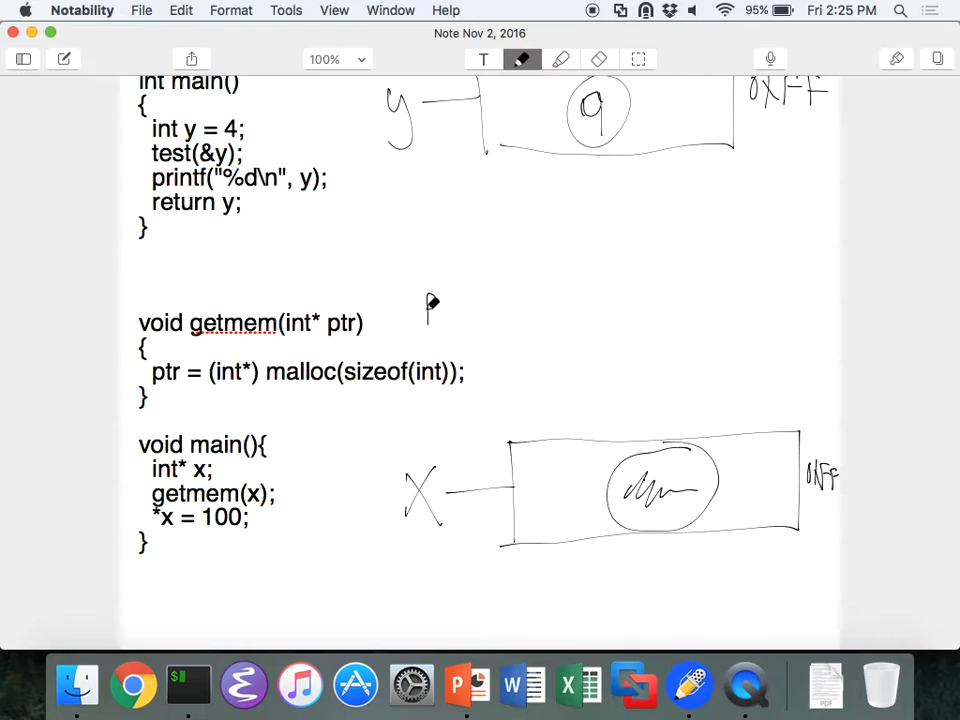 Notability File Edit Format Tools View Window Help 95% Fri 2:25 PM
Note Nov 2, 2016
100% T
int main()
{
int y = 4;
test(&y);
printf("%d\n", y);
return y;
}
y 9 0xFF
P
void getmem(int* ptr)
{
ptr = (int*) malloc(sizeof(int));
}
void main(){
int* x;
getmem(x);
*x = 100;
}
X 0xFF
$
P W X
PDF